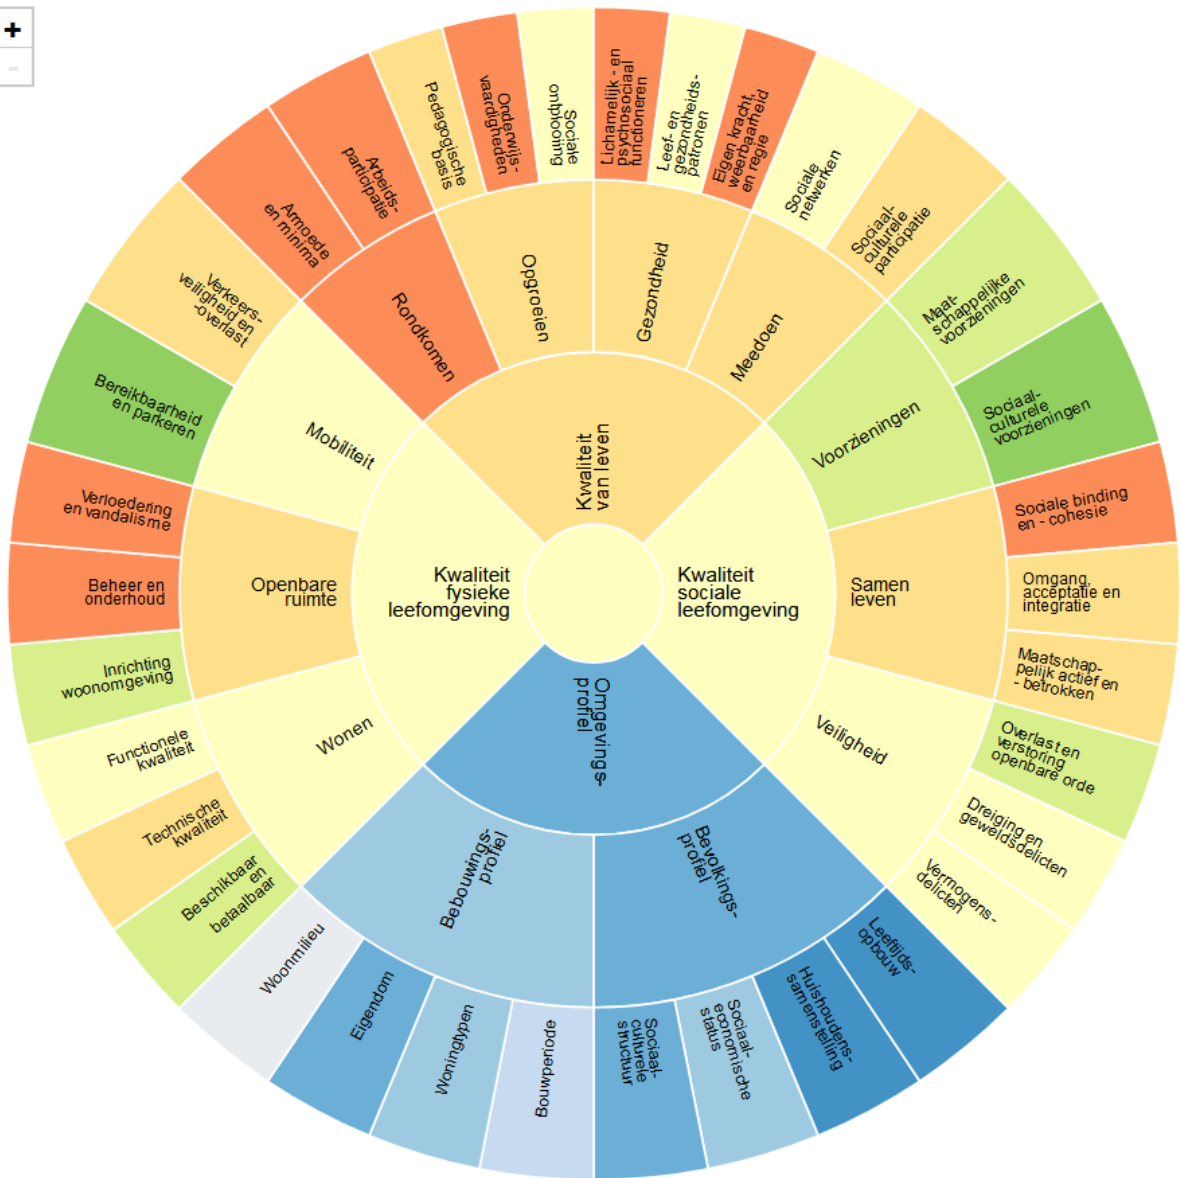 +
-
Kwaliteit
van leven
Kwaliteit
sociale
leefomgeving
Omgevings-
profiel
Kwaliteit
fysieke
leefomgeving
Rondkomen
Opgroeien
Gezondheid
Meedoen
Voorzieningen
Samen
leven
Veiligheid
Bevolkings-
profiel
Bebouwings-
profiel
Wonen
Openbare
ruimte
Mobiliteit
Armoede
en minima
Arbeids-
participatie
Pedagogische
basis
Onderwijs-
vaardigheden
Sociale
ontplooiing
Lichamelijk - en
psychosociaal
functioneren
Leef- en
gezondheids-
patronen
Eigen kracht,
weerbaarheid
en regie
Sociale
netwerken
Sociaal-
culturele
participatie
Maat-
schappelijke
voorzieningen
Sociaal-
culturele
voorzieningen
Sociale binding
en - cohesie
Omgang,
acceptatie en
integratie
Maatschap-
pelijk actief en
- betrokken
Overlast en
verstoring
openbare orde
Dreiging en
geweldsdelicten
Vermogens-
delicten
Leeftijds-
opbouw
Huishoudens-
samenstelling
Sociaal-
economische
status
Sociaal-
culturele
structuur
Bouwperiode
Woningtypen
Eigendom
Woonmilieu
Beschikbaar
en
betaalbaar
Technische
kwaliteit
Functionele
kwaliteit
Inrichting
woonomgeving
Beheer en
onderhoud
Verloedering
en vandalisme
Bereikbaarheid
en parkeren
Verkeers-
veiligheid en
-overlast